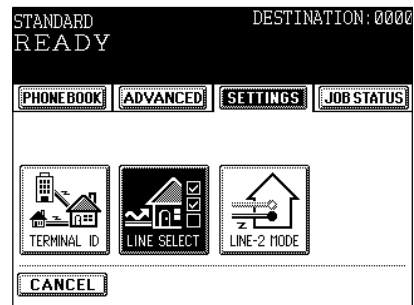 STANDARD DESTINATION:0000
READY
PHONE BOOK ADVANCED SETTINGS JOB STATUS
TERMINAL ID LINE SELECT LINE-2 MODE
CANCEL